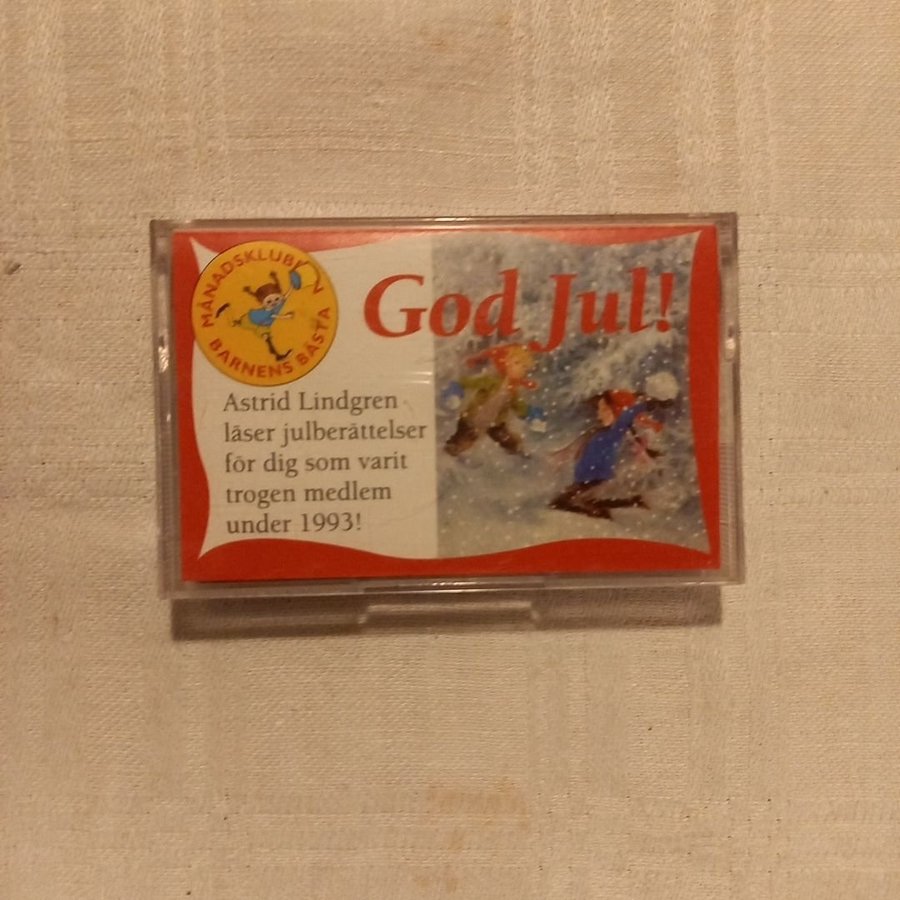 MÅNADSKLUBBEN
BARNENS BÄSTA
God Jul!
Astrid Lindgren
läser julberättelser
för dig som varit
trogen medlem
under 1993!